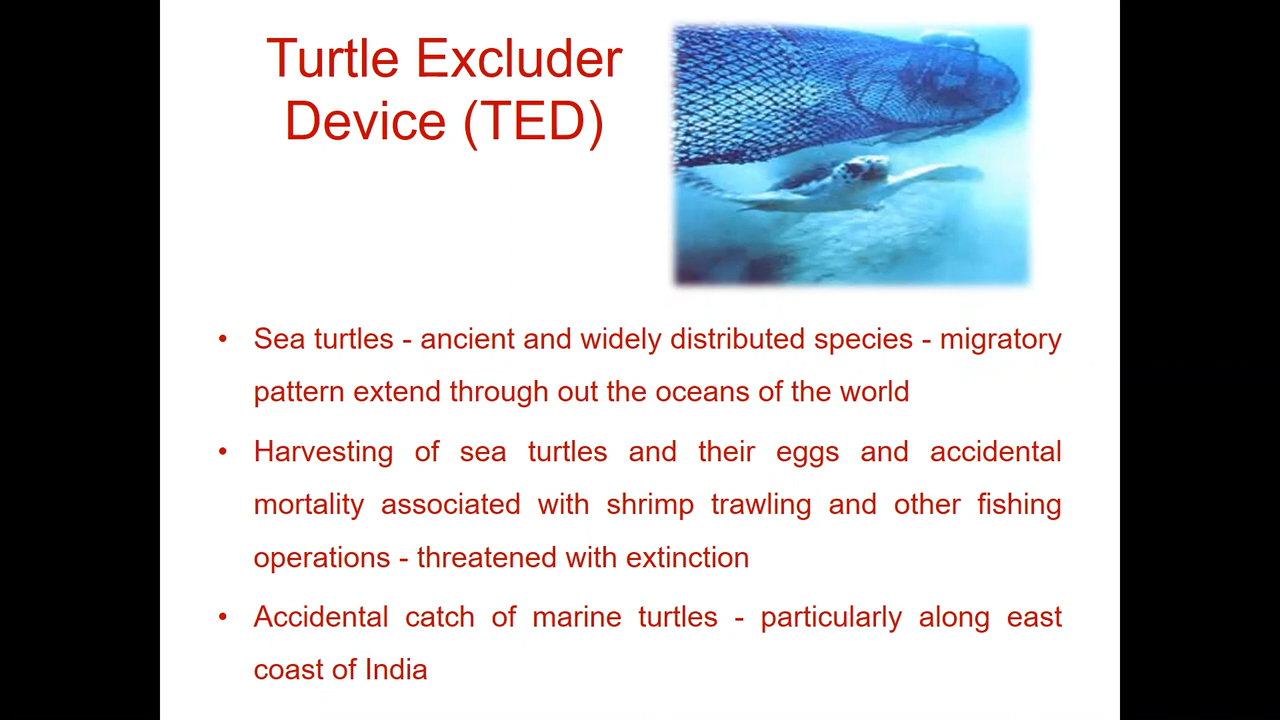 Turtle Excluder
Device (TED)
• Sea turtles - ancient and widely distributed species - migratory
pattern extend through out the oceans of the world
• Harvesting of sea turtles and their eggs and accidental
mortality associated with shrimp trawling and other fishing
operations - threatened with extinction
• Accidental catch of marine turtles - particularly along east
coast of India